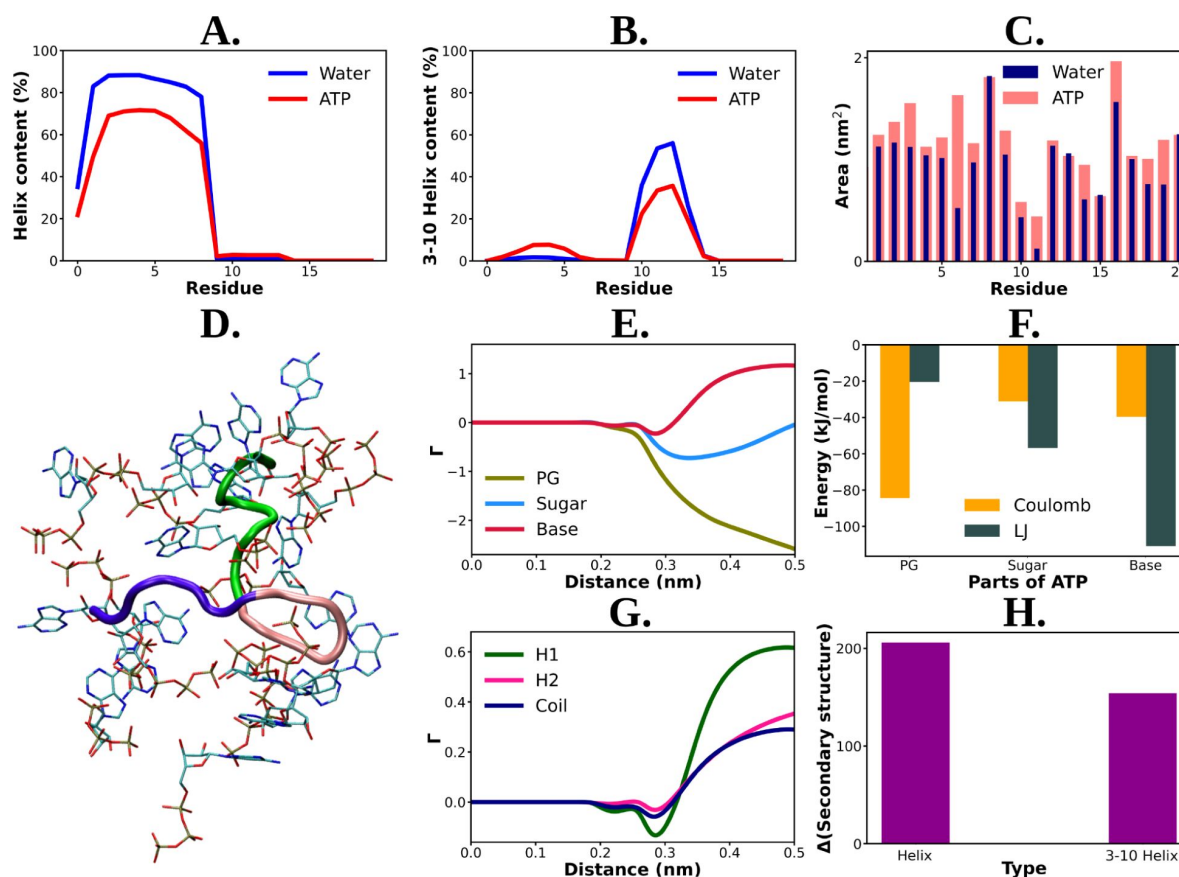 A.
Helix content (%)
100
80
60
40
20
0
Water
ATP
0 5 10 15
Residue
B.
3-10 Helix content (%)
100
80
60
40
20
0
Water
ATP
0 5 10 15
Residue
C.
Area (nm²)
2
0
Water
ATP
5 10 15 2
Residue
D.
E.
Γ
1
0
−1
−2
PG
Sugar
Base
0.0 0.1 0.2 0.3 0.4 0.5
Distance (nm)
F.
Energy (kJ/mol)
0
−20
−40
−60
−80
−100
Coulomb
LJ
PG Sugar Base
Parts of ATP
G.
Γ
0.6
0.4
0.2
0.0
H1
H2
Coil
0.0 0.1 0.2 0.3 0.4 0.5
Distance (nm)
H.
Δ(Secondary structure)
200
100
0
Helix 3-10 Helix
Type